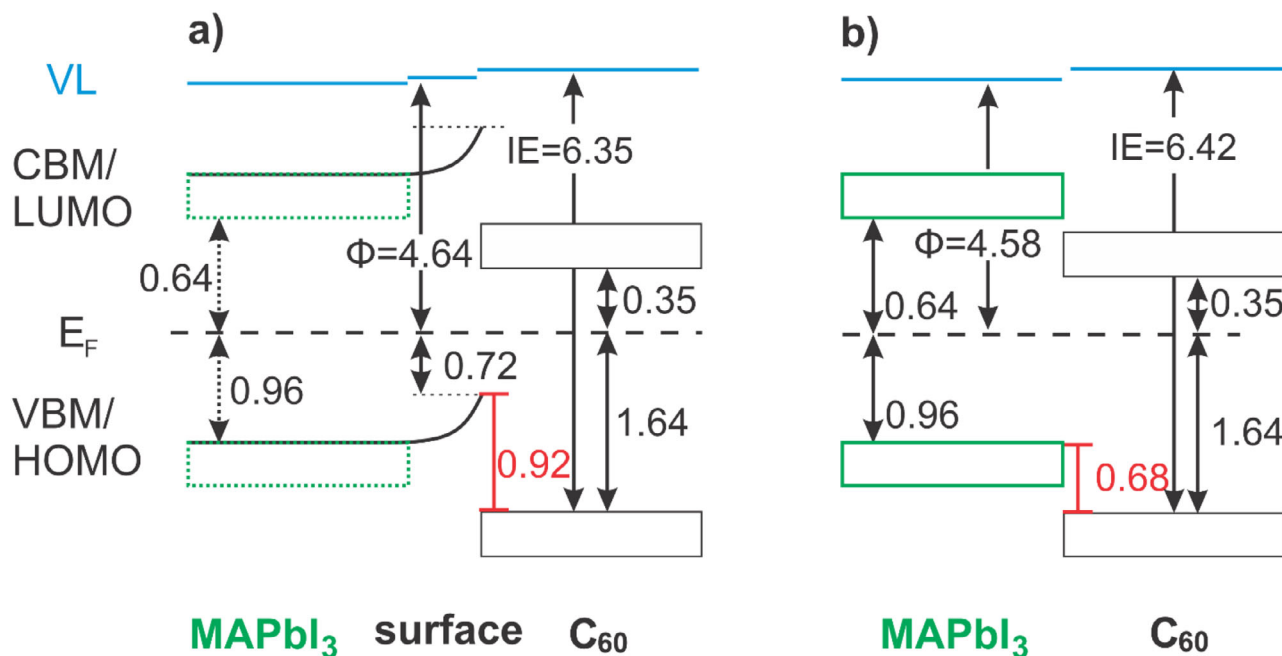 a)
b)
VL
CBM/
LUMO
E_F
VBM/
HOMO
IE=6.35
Φ=4.64
0.64
0.35
0.96
0.72
1.64
0.92
MAPbI₃
surface
C₆₀
IE=6.42
Φ=4.58
0.64
0.35
0.96
1.64
0.68
MAPbI₃
C₆₀